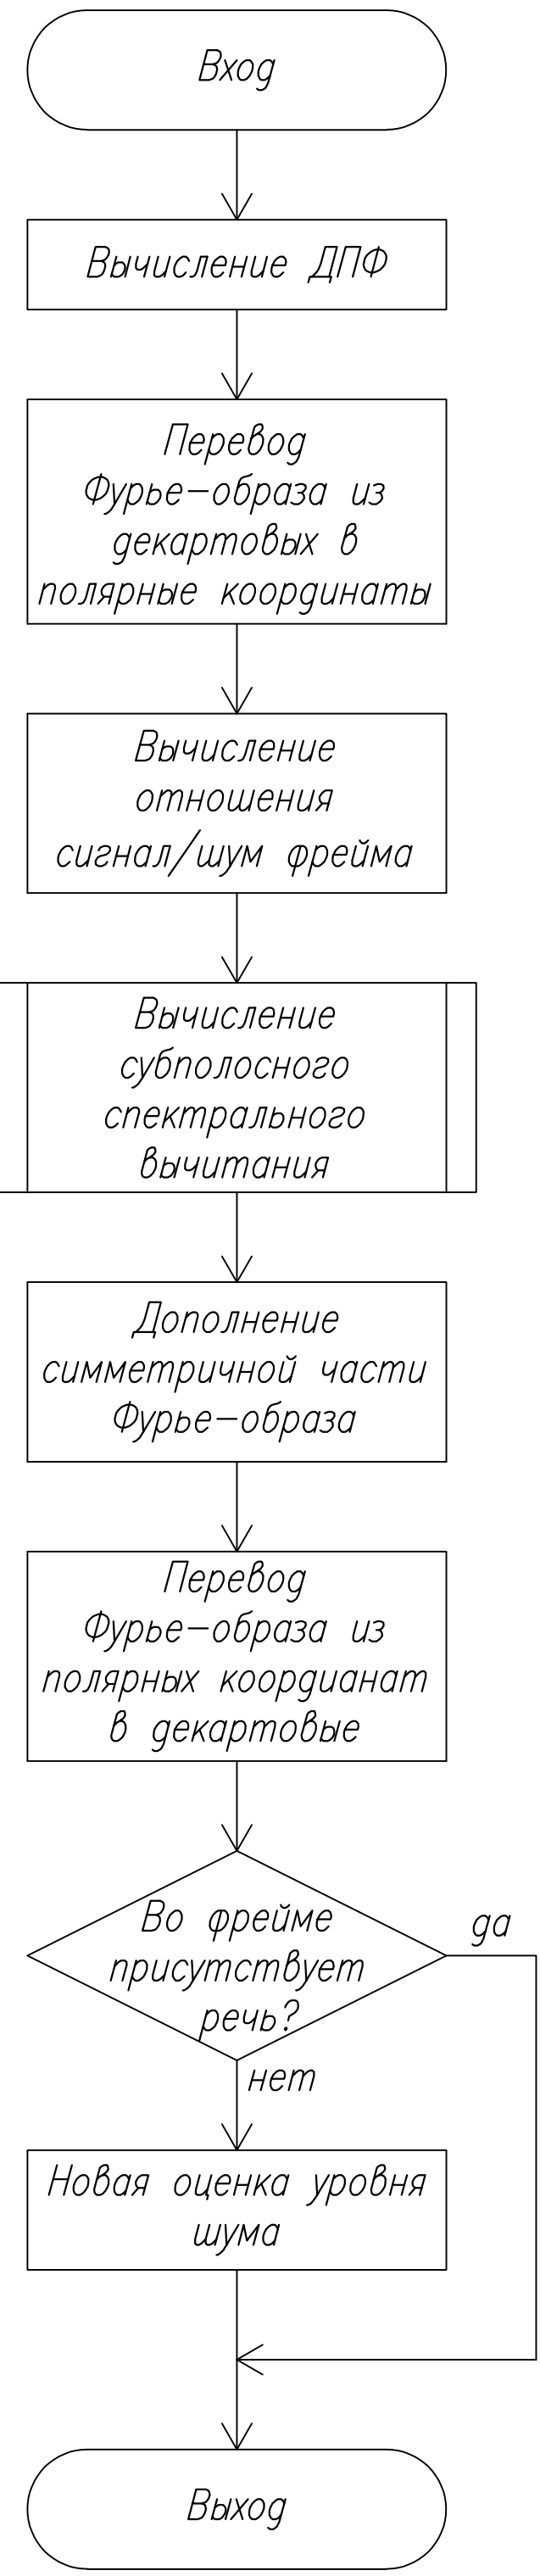 Вход
Вычисление ДПФ
Перевод
Фурье-образа из
декартовых в
полярные координаты
Вычисление
отношения
сигнал/шум фрейма
Вычисление
субполосного
спектрального
вычитания
Дополнение
симметричной части
Фурье-образа
Перевод
Фурье-образа из
полярных коордианат
в декартовые
Во фрейме
присутствует
речь?
да
нет
Новая оценка уровня
шума
Выход